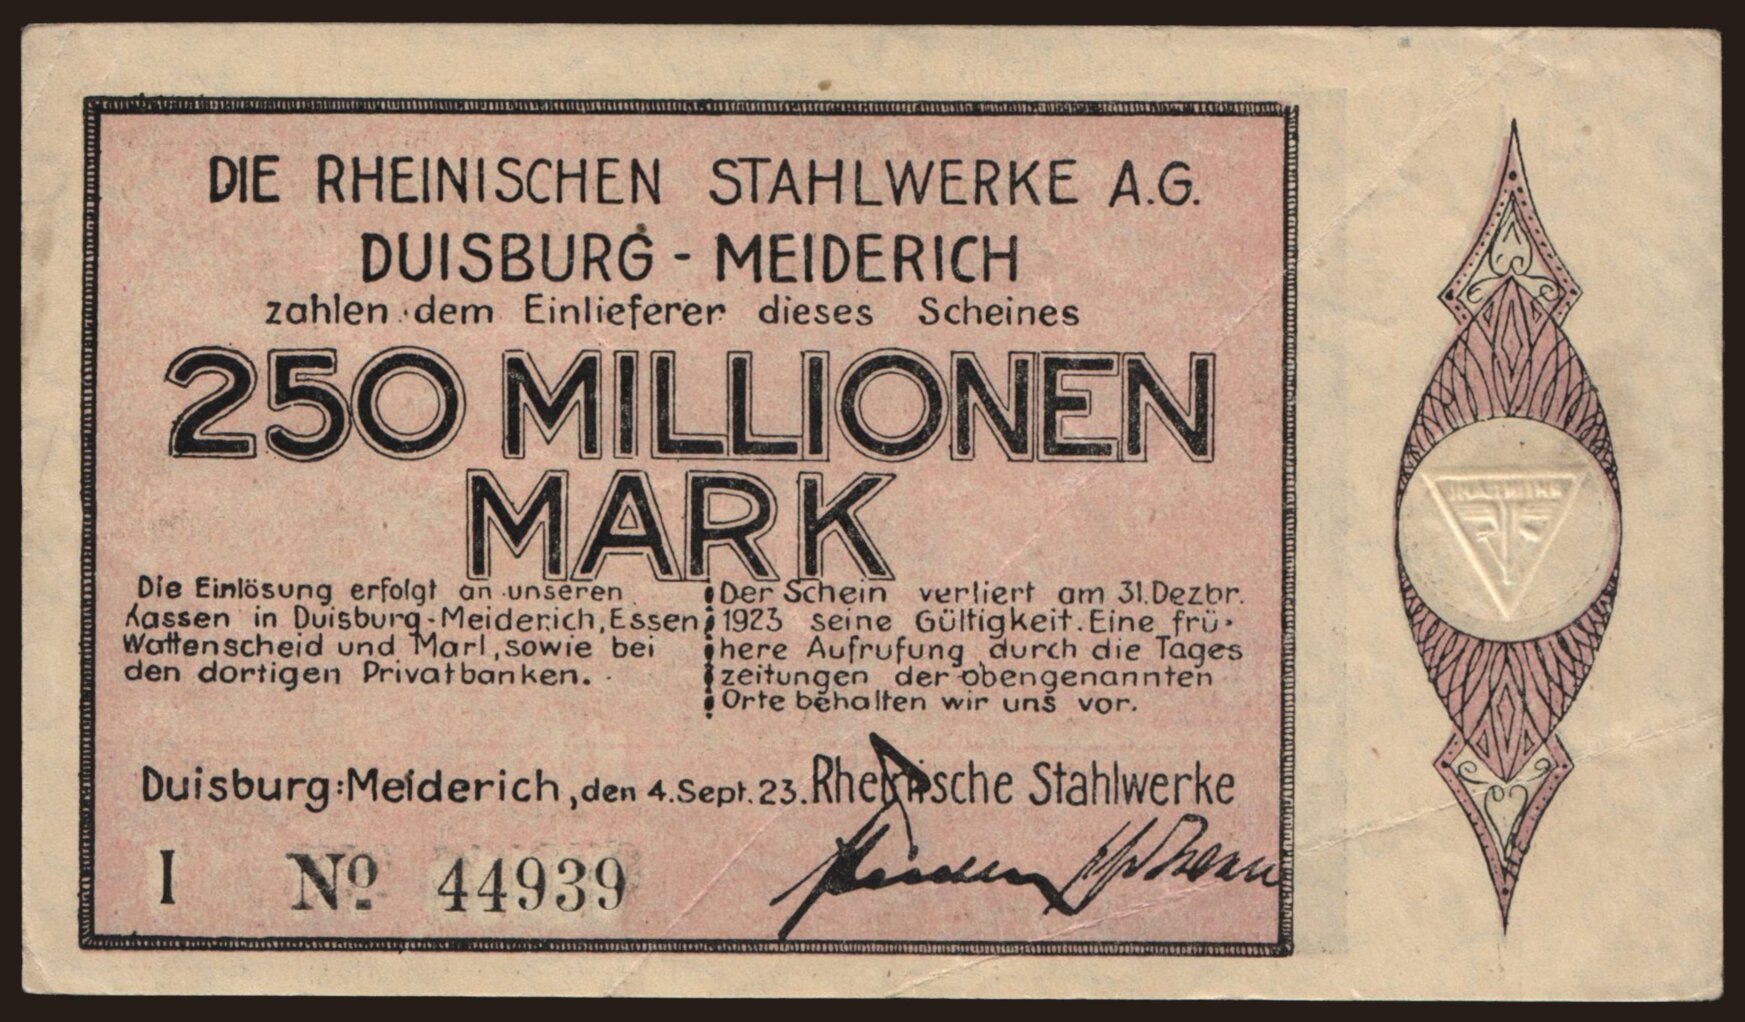 DIE RHEINISCHEN STAHLWERKE A.G.
DUISBURG - MEIDERICH
zahlen dem Einlieferer dieses Scheines
250 MILLIONEN
MARK
Die Einlösung erfolgt an unseren
Kassen in Duisburg-Meiderich, Essen
Wattenscheid und Marl, sowie bei
den dortigen Privatbanken.
Der Schein verliert am 31. Dezbr.
1923 seine Gültigkeit. Eine frü-
here Aufrufung durch die Tages
zeitungen der obengenannten
Orte behalten wir uns vor.
Duisburg:Meiderich, den 4. Sept. 23. Rheinische Stahlwerke
I No 44939